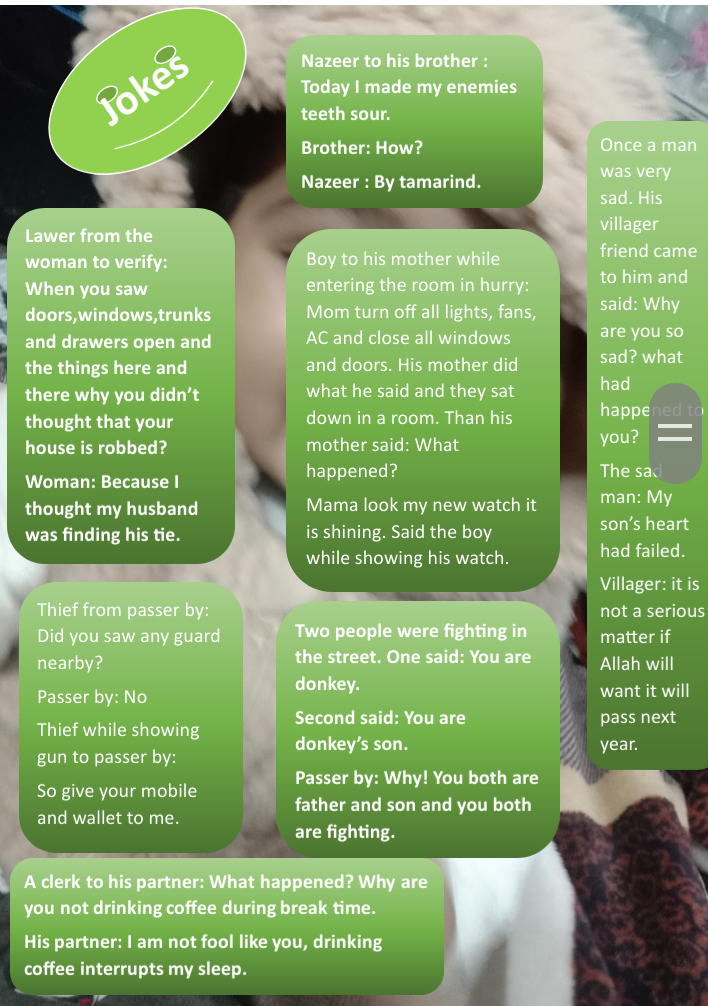 Jokes
Nazeer to his brother :
Today I made my enemies
teeth sour.
Brother: How?
Nazeer : By tamarind.
Lawer from the
woman to verify:
When you saw
doors,windows,trunks
and drawers open and
the things here and
there why you didn't
thought that your
house is robbed?
Woman: Because I
thought my husband
was finding his tie.
Boy to his mother while
entering the room in hurry:
Mom turn off all lights, fans,
AC and close all windows
and doors. His mother did
what he said and they sat
down in a room. Than his
mother said: What
happened?
Mama look my new watch it
is shining. Said the boy
while showing his watch.
Once a man
was very
sad. His
villager
friend came
to him and
said: Why
are you so
sad? what
had
happened to
you?
The sad
man: My
son's heart
had failed.
Villager: it is
not a serious
matter if
Allah will
want it will
pass next
year.
Thief from passer by:
Did you saw any guard
nearby?
Passer by: No
Thief while showing
gun to passer by:
So give your mobile
and wallet to me.
Two people were fighting in
the street. One said: You are
donkey.
Second said: You are
donkey's son.
Passer by: Why! You both are
father and son and you both
are fighting.
A clerk to his partner: What happened? Why are
you not drinking coffee during break time.
His partner: I am not fool like you, drinking
coffee interrupts my sleep.